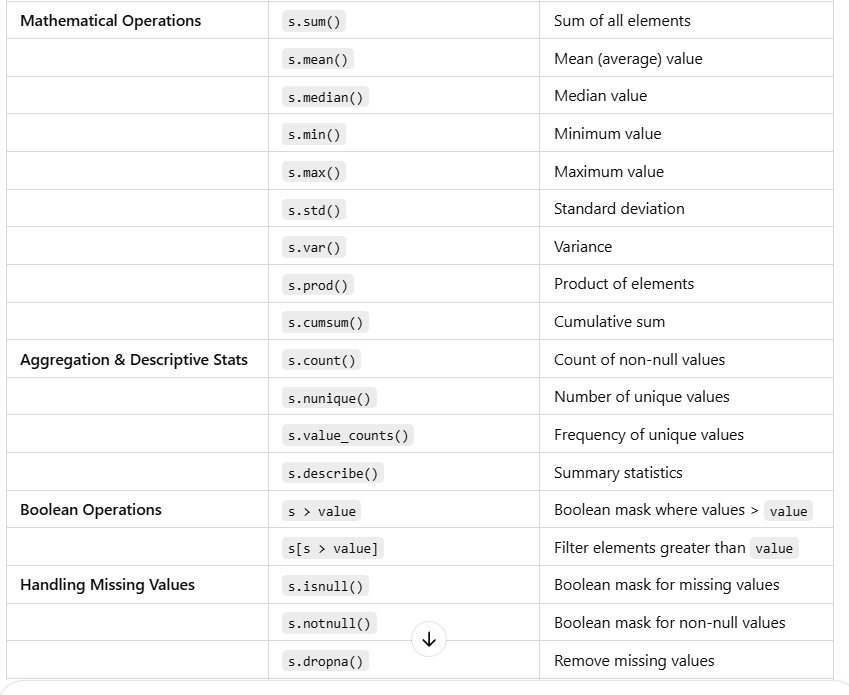 Mathematical Operations s.sum() Sum of all elements
s.mean() Mean (average) value
s.median() Median value
s.min() Minimum value
s.max() Maximum value
s.std() Standard deviation
s.var() Variance
s.prod() Product of elements
s.cumsum() Cumulative sum
Aggregation & Descriptive Stats s.count() Count of non-null values
s.nunique() Number of unique values
s.value_counts() Frequency of unique values
s.describe() Summary statistics
Boolean Operations s > value Boolean mask where values > value
s[s > value] Filter elements greater than value
Handling Missing Values s.isnull() Boolean mask for missing values
s.notnull() Boolean mask for non-null values
s.dropna() Remove missing values